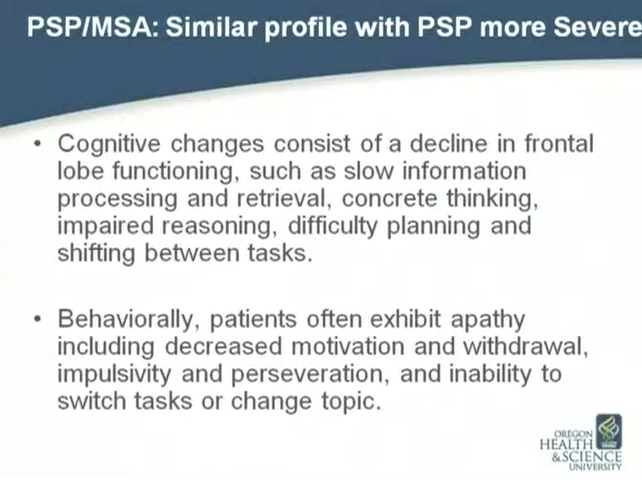 PSP/MSA: Similar profile with PSP more Severe
• Cognitive changes consist of a decline in frontal
lobe functioning, such as slow information
processing and retrieval, concrete thinking,
impaired reasoning, difficulty planning and
shifting between tasks.
• Behaviorally, patients often exhibit apathy
including decreased motivation and withdrawal,
impulsivity and perseveration, and inability to
switch tasks or change topic.
OREGON
HEALTH
&SCIENCE
UNIVERSITY